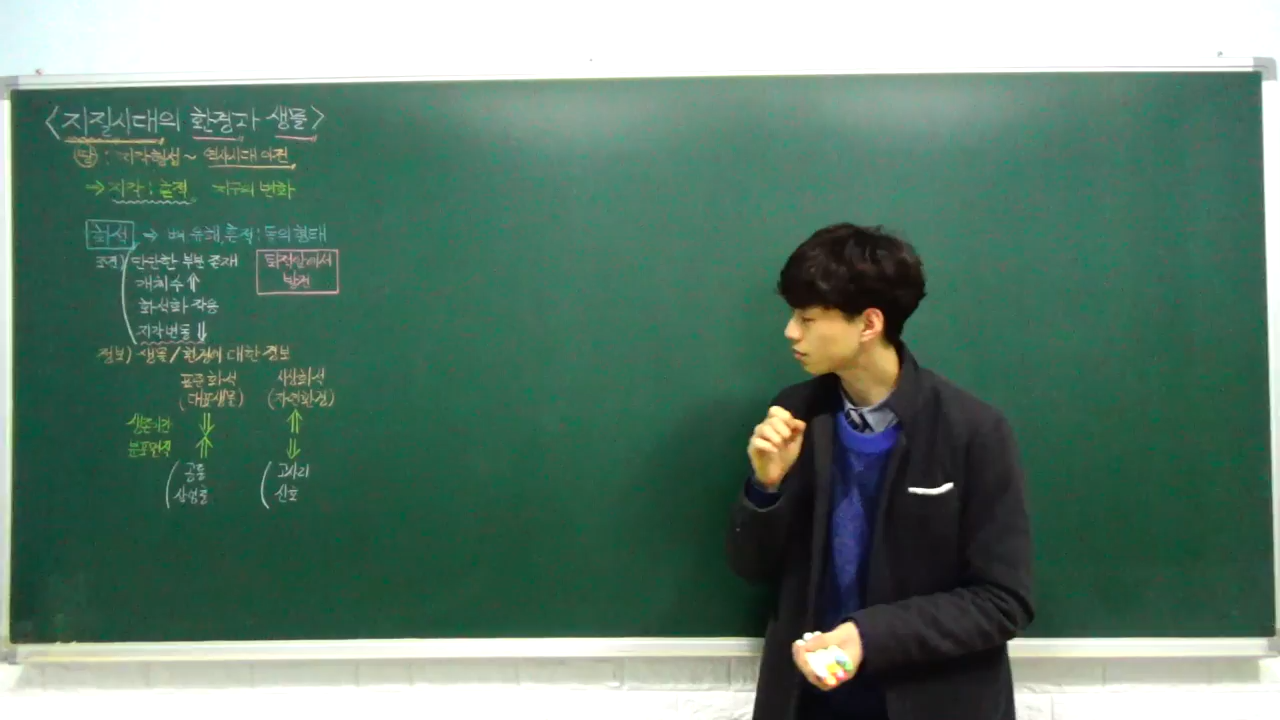 <지질시대의 환경과 생물>
땅 : 지각형성 ~ 역사시대 이전
→ 지각 : 흔적 지구의 변화
화석 → 뼈, 유해, 흔적 : 돌의 형태
조건) 단단한 부분 존재 퇴적암에서
개체 수 ⇑ 발견
화석화 작용
지각변동 ⇓
정보) 생물/환경에 대한 정보
표준화석 시상화석
(대표생물) (자연환경)
생존기간 ⇓ ⇑
분포면적 ⇑ ⇓
공룡 고사리
삼엽충 산호